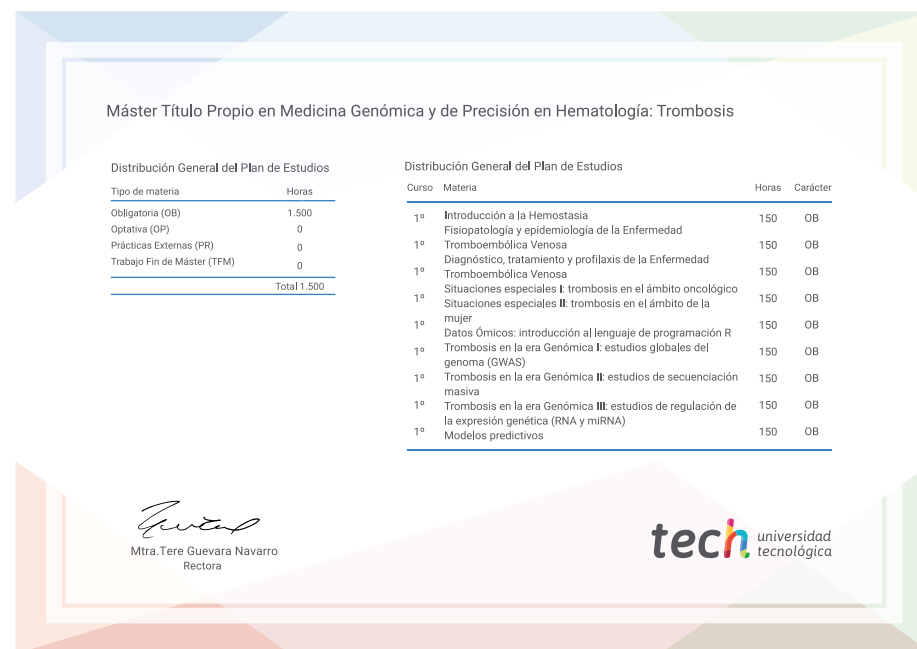 Máster Título Propio en Medicina Genómica y de Precisión en Hematología: Trombosis
Distribución General del Plan de Estudios
Tipo de materia Horas
Obligatoria (OB) 1.500
Optativa (OP) 0
Prácticas Externas (PR) 0
Trabajo Fin de Máster (TFM) 0
Total 1.500
Distribución General del Plan de Estudios
Curso Materia Horas Carácter
1º Introducción a la Hemostasia 150 OB
Fisiopatología y epidemiología de la Enfermedad
1º Tromboembólica Venosa 150 OB
Diagnóstico, tratamiento y profilaxis de la Enfermedad
1º Tromboembólica Venosa 150 OB
Situaciones especiales I: trombosis en el ámbito oncológico
1º Situaciones especiales II: trombosis en el ámbito de la 150 OB
mujer
1º Datos Ómicos: introducción al lenguaje de programación R 150 OB
1º Trombosis en la era Genómica I: estudios globales del 150 OB
genoma (GWAS)
1º Trombosis en la era Genómica II: estudios de secuenciación 150 OB
masiva
1º Trombosis en la era Genómica III: estudios de regulación de 150 OB
la expresión genética (RNA y miRNA)
1º Modelos predictivos 150 OB
Mtra.Tere Guevara Navarro
Rectora
tech universidad
tecnológica